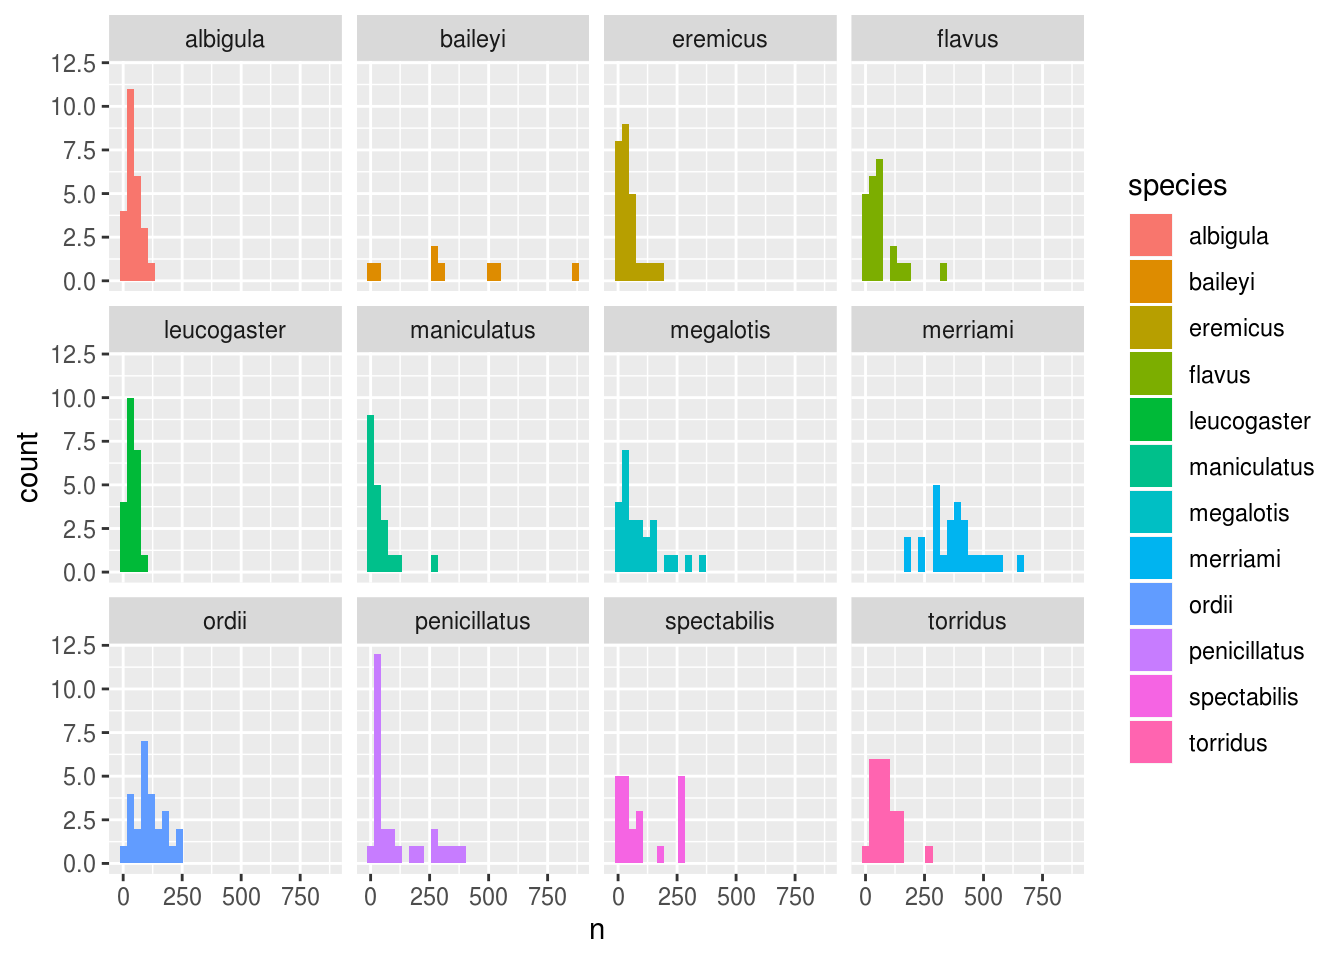 albigula baileyi eremicus flavus
12.5
10.0
7.5
5.0
2.5
0.0
leucogaster maniculatus megalotis merriami
12.5
10.0
7.5
5.0
2.5
0.0
count
ordii penicillatus spectabilis torridus
12.5
10.0
7.5
5.0
2.5
0.0
0 250 500 750 0 250 500 750 0 250 500 750 0 250 500 750
n
species
albigula
baileyi
eremicus
flavus
leucogaster
maniculatus
megalotis
merriami
ordii
penicillatus
spectabilis
torridus